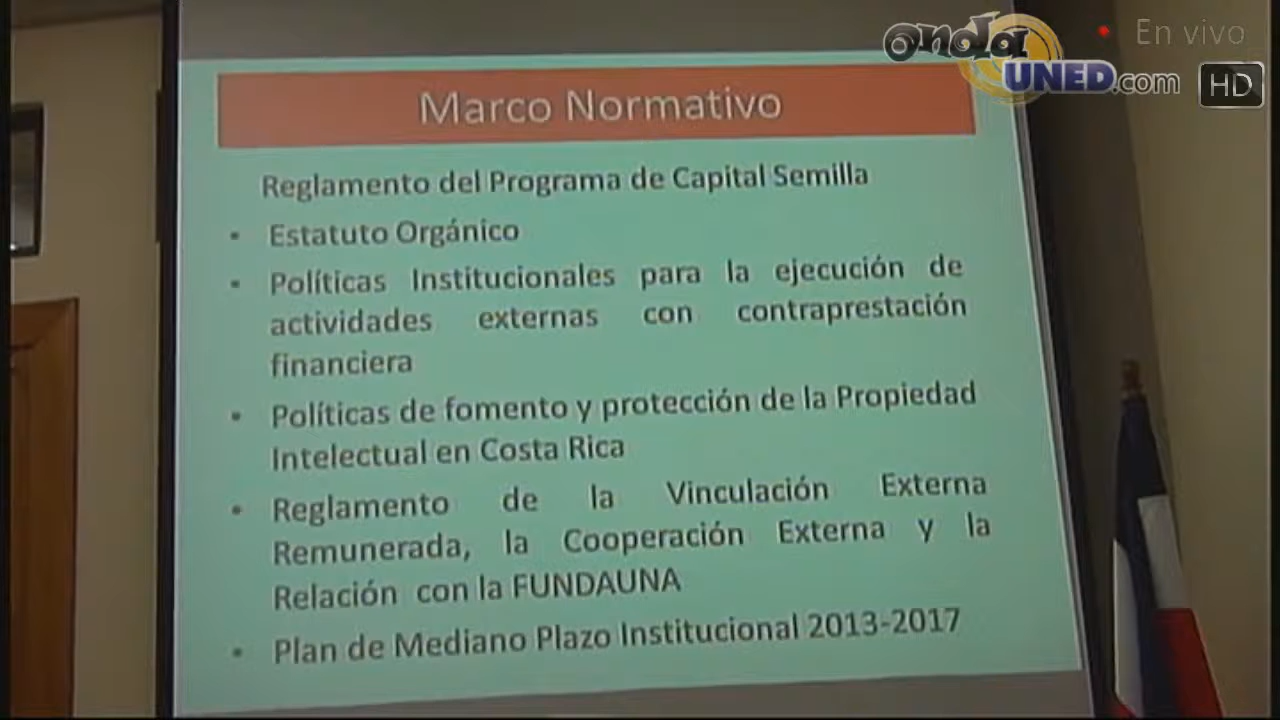 onda
UNED.com
En vivo
HD
Marco Normativo
Reglamento del Programa de Capital Semilla
• Estatuto Orgánico
• Políticas Institucionales para la ejecución de
actividades externas con contraprestación
financiera
• Políticas de fomento y protección de la Propiedad
Intelectual en Costa Rica
• Reglamento de la Vinculación Externa
Remunerada, la Cooperación Externa y la
Relación con la FUNDAUNA
• Plan de Mediano Plazo Institucional 2013-2017